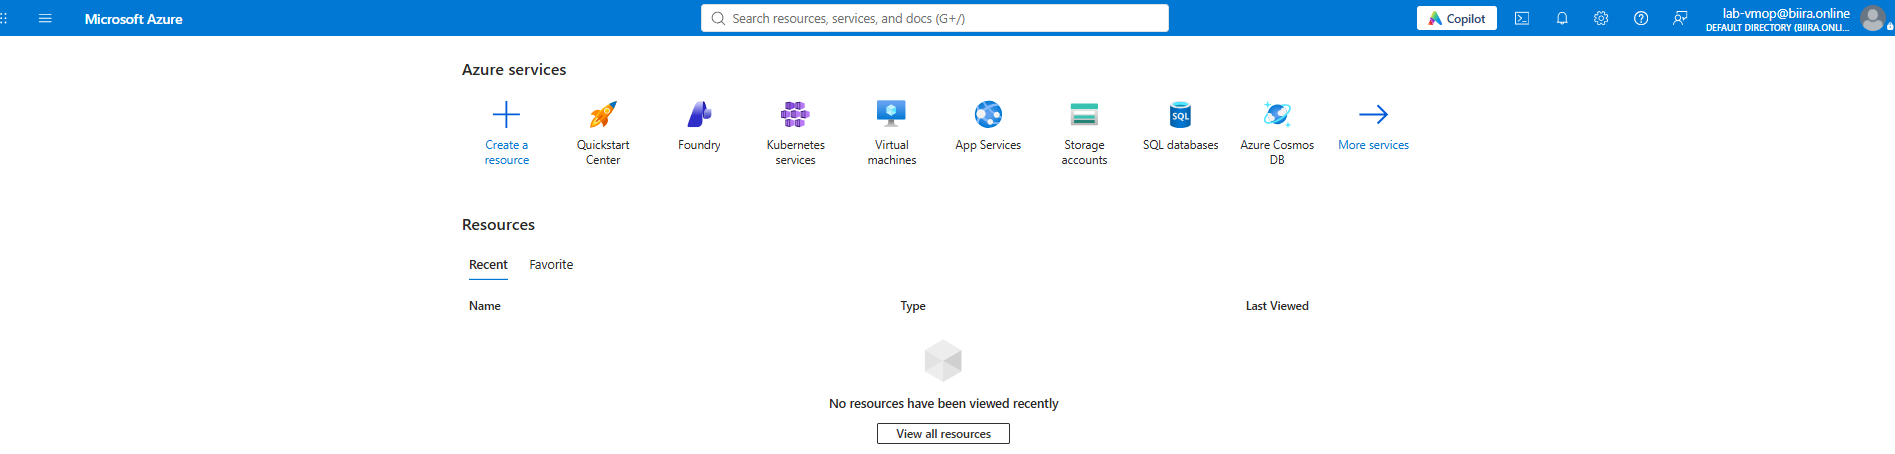 Microsoft Azure
Search resources, services, and docs (G+/)
Copilot
lab-vmop@biira.online
DEFAULT DIRECTORY (BIIRA.ONLI...
Azure services
Create a
resource
Quickstart
Center
Foundry
Kubernetes
services
Virtual
machines
App Services
Storage
accounts
SQL
SQL databases
Azure Cosmos
DB
More services
Resources
Recent
Favorite
Name
Type
Last Viewed
No resources have been viewed recently
View all resources